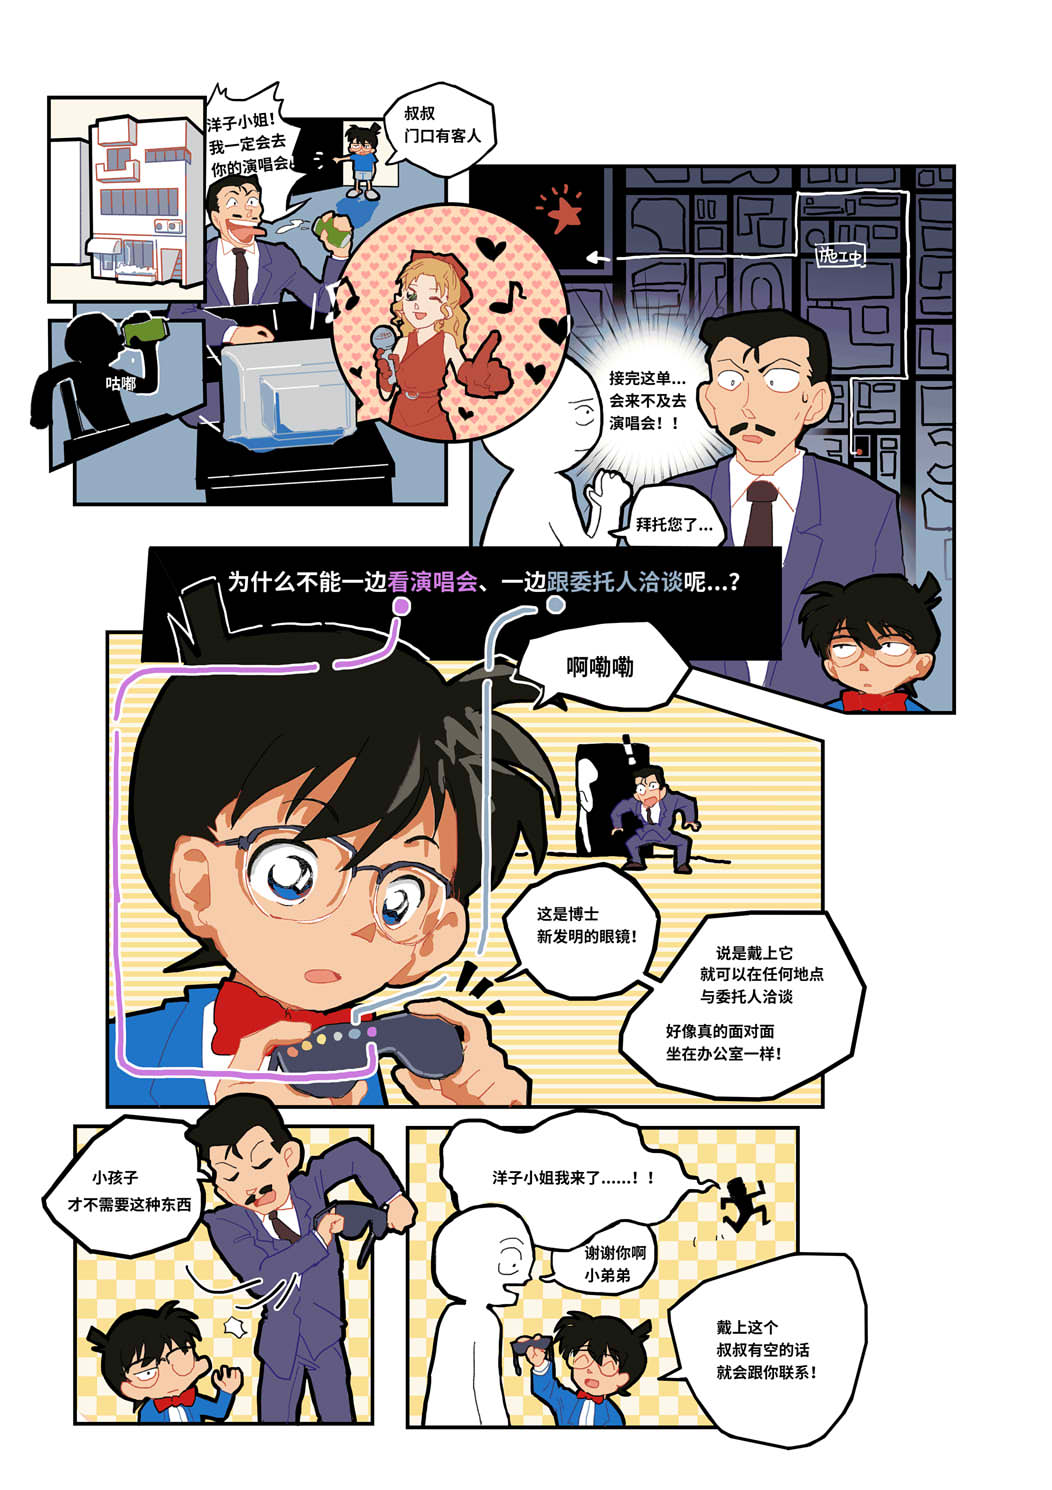 洋子小姐！
我一定会去
你的演唱会
叔叔
门口有客人
咕嘟
施工中
接完这单...
会来不及去
演唱会！！
拜托您了...
为什么不能一边看演唱会、一边跟委托人洽谈呢...?
啊嘞嘞
这是博士
新发明的眼镜！
说是戴上它
就可以在任何地点
与委托人洽谈
好像真的面对面
坐在办公室一样！
小孩子
才不需要这种东西
洋子小姐我来了......！！
谢谢你啊
小弟弟
戴上这个
叔叔有空的话
就会跟你联系！